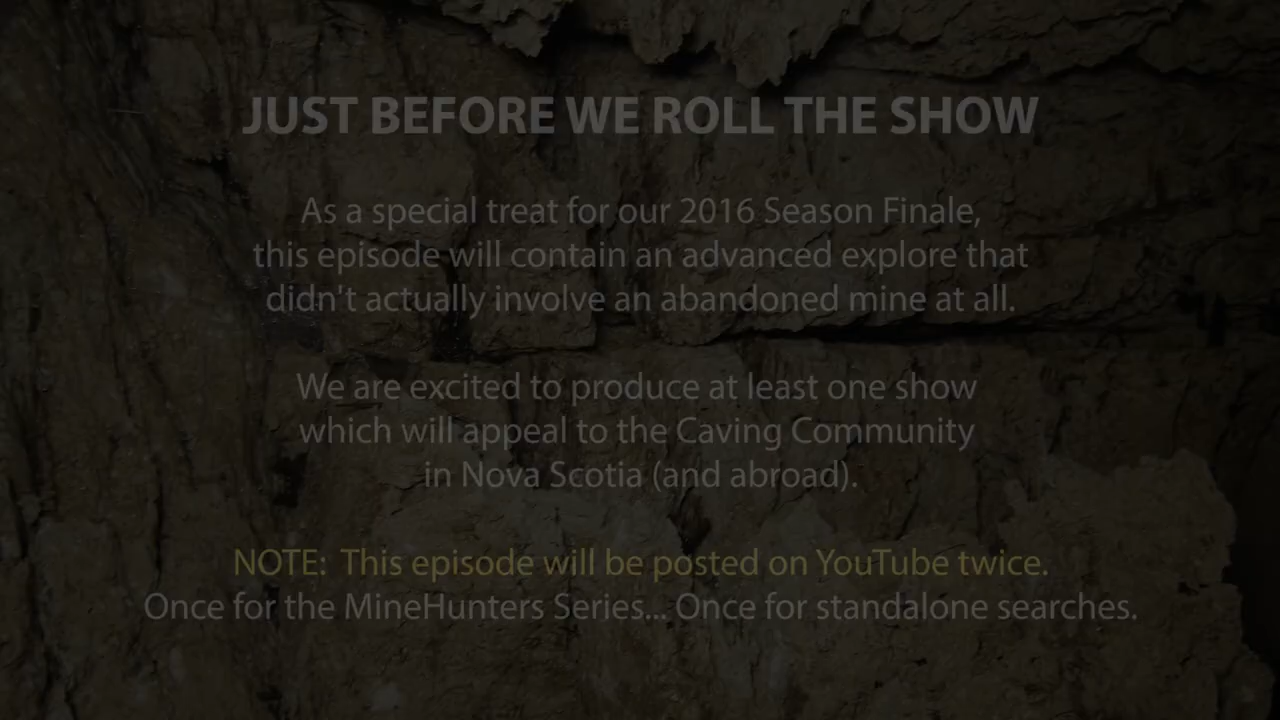 JUST BEFORE WE ROLL THE SHOW
As a special treat for our 2016 Season Finale,
this episode will contain an advanced explore that
didn't actually involve an abandoned mine at all.
We are excited to produce at least one show
which will appeal to the Caving Community
in Nova Scotia (and abroad).
NOTE:  This episode will be posted on YouTube twice.
Once for the MineHunters Series... Once for standalone searches.